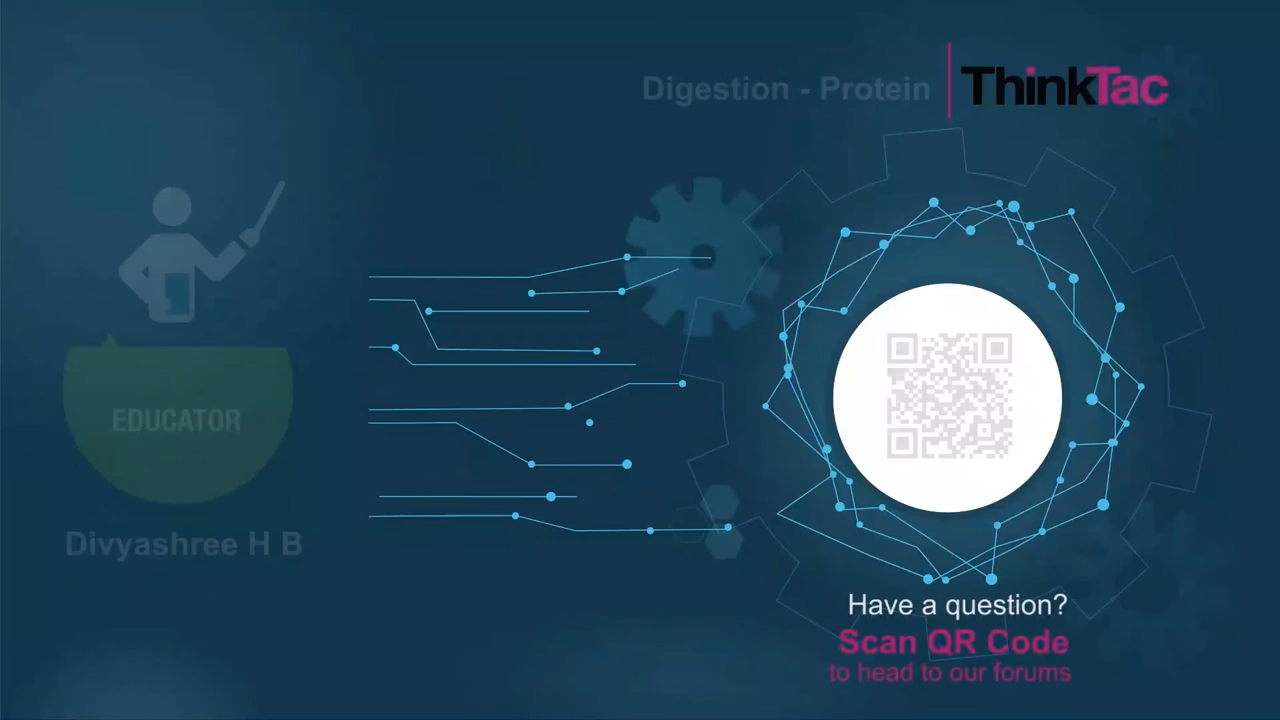 Digestion - Protein
ThinkTac
EDUCATOR
Divyashree H B
Have a question?
Scan QR Code
to head to our forums